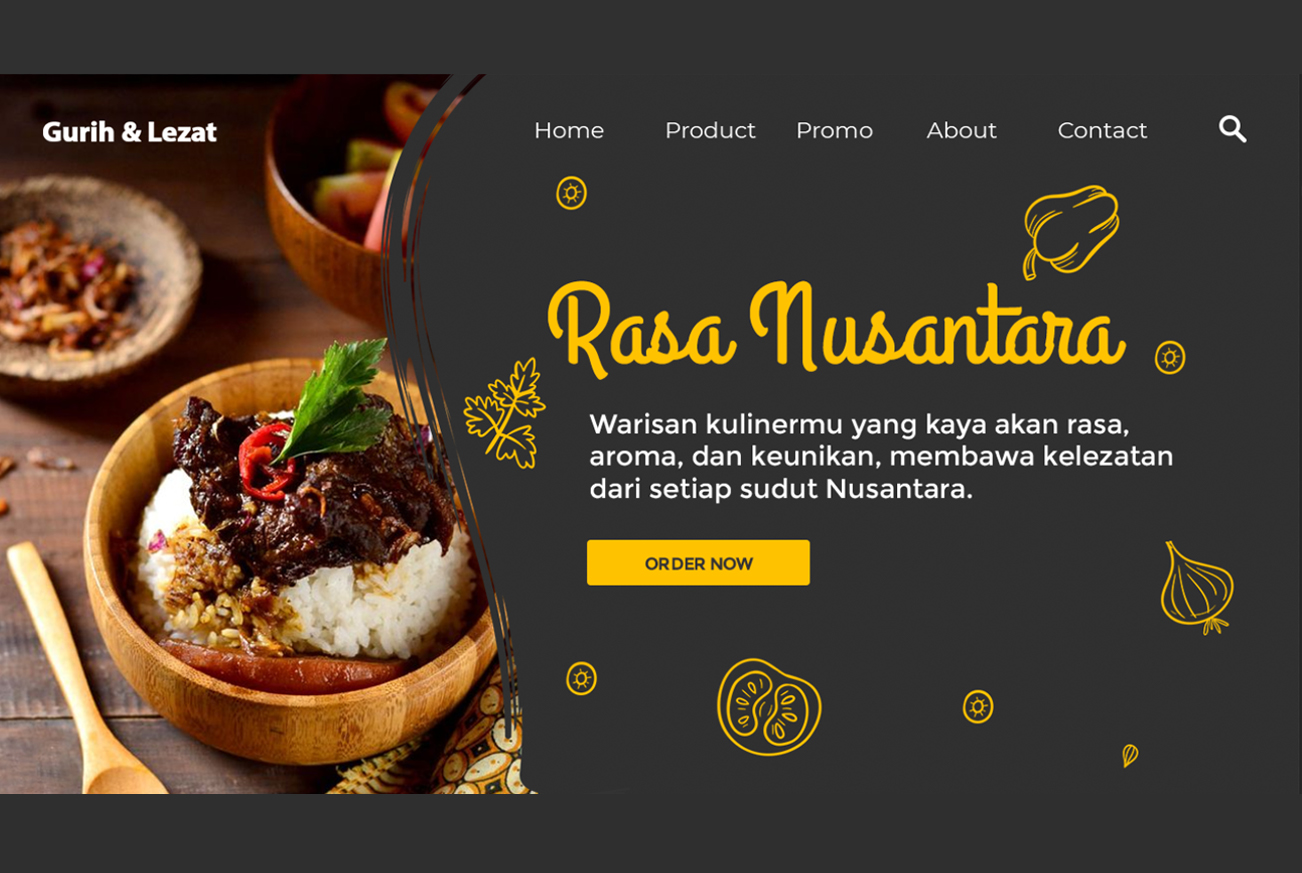 Gurih & Lezat
Home Product Promo About Contact
Rasa Nusantara
Warisan kulinermu yang kaya akan rasa,
aroma, dan keunikan, membawa kelezatan
dari setiap sudut Nusantara.
ORDER NOW